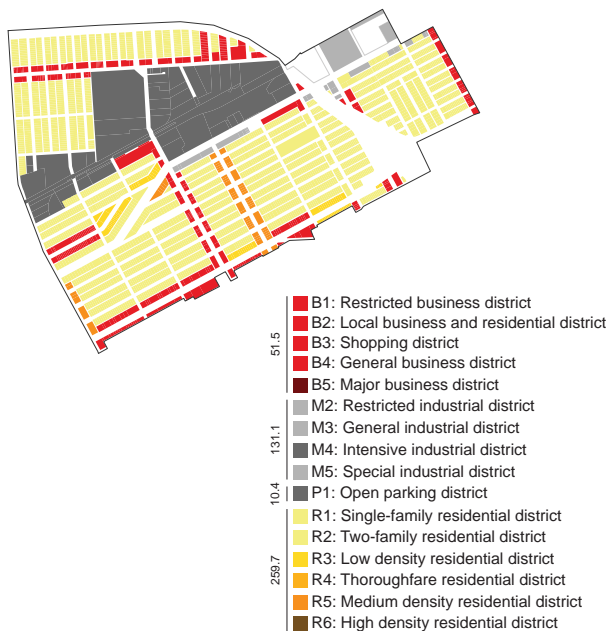 51.5
B1: Restricted business district
B2: Local business and residential district
B3: Shopping district
B4: General business district
B5: Major business district
131.1
M2: Restricted industrial district
M3: General industrial district
M4: Intensive industrial district
M5: Special industrial district
10.4
P1: Open parking district
259.7
R1: Single-family residential district
R2: Two-family residential district
R3: Low density residential district
R4: Thoroughfare residential district
R5: Medium density residential district
R6: High density residential district